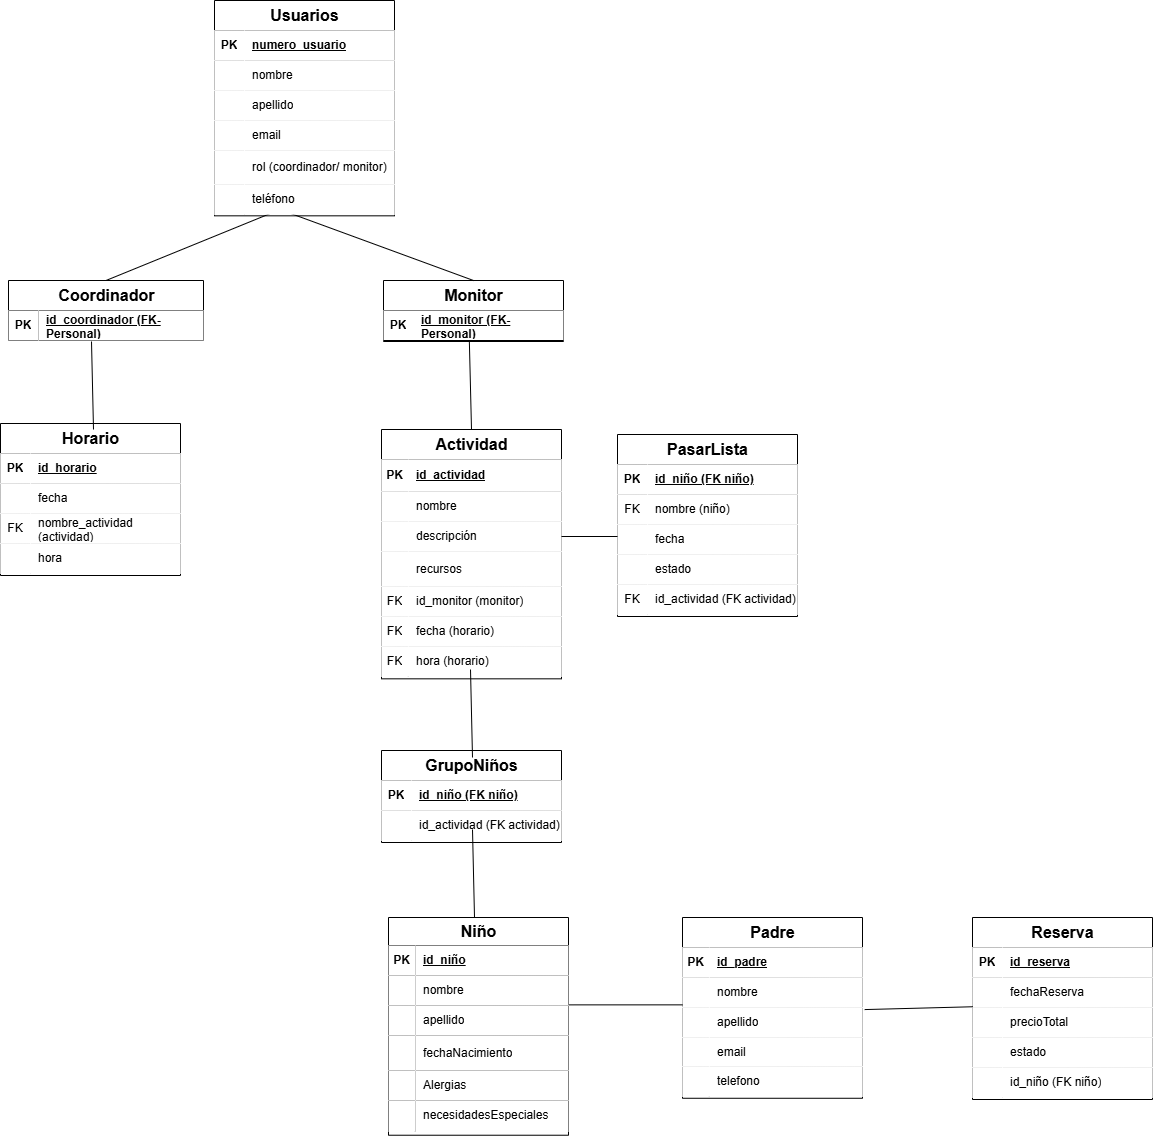 Usuarios
PK numero_usuario
nombre
apellido
email
rol (coordinador/ monitor)
teléfono
Coordinador
PK id_coordinador (FK-
Personal)
Monitor
PK id_monitor (FK-
Personal)
Horario
PK id_horario
fecha
FK nombre_actividad
(actividad)
hora
Actividad
PK id_actividad
nombre
descripción
recursos
FK id_monitor (monitor)
FK fecha (horario)
FK hora (horario)
PasarLista
PK id_niño (FK niño)
FK nombre (niño)
fecha
estado
FK id_actividad (FK actividad)
GrupoNiños
PK id_niño (FK niño)
id_actividad (FK actividad)
Niño
PK id_niño
nombre
apellido
fechaNacimiento
Alergias
necesidadesEspeciales
Padre
PK id_padre
nombre
apellido
email
telefono
Reserva
PK id_reserva
fechaReserva
precioTotal
estado
id_niño (FK niño)